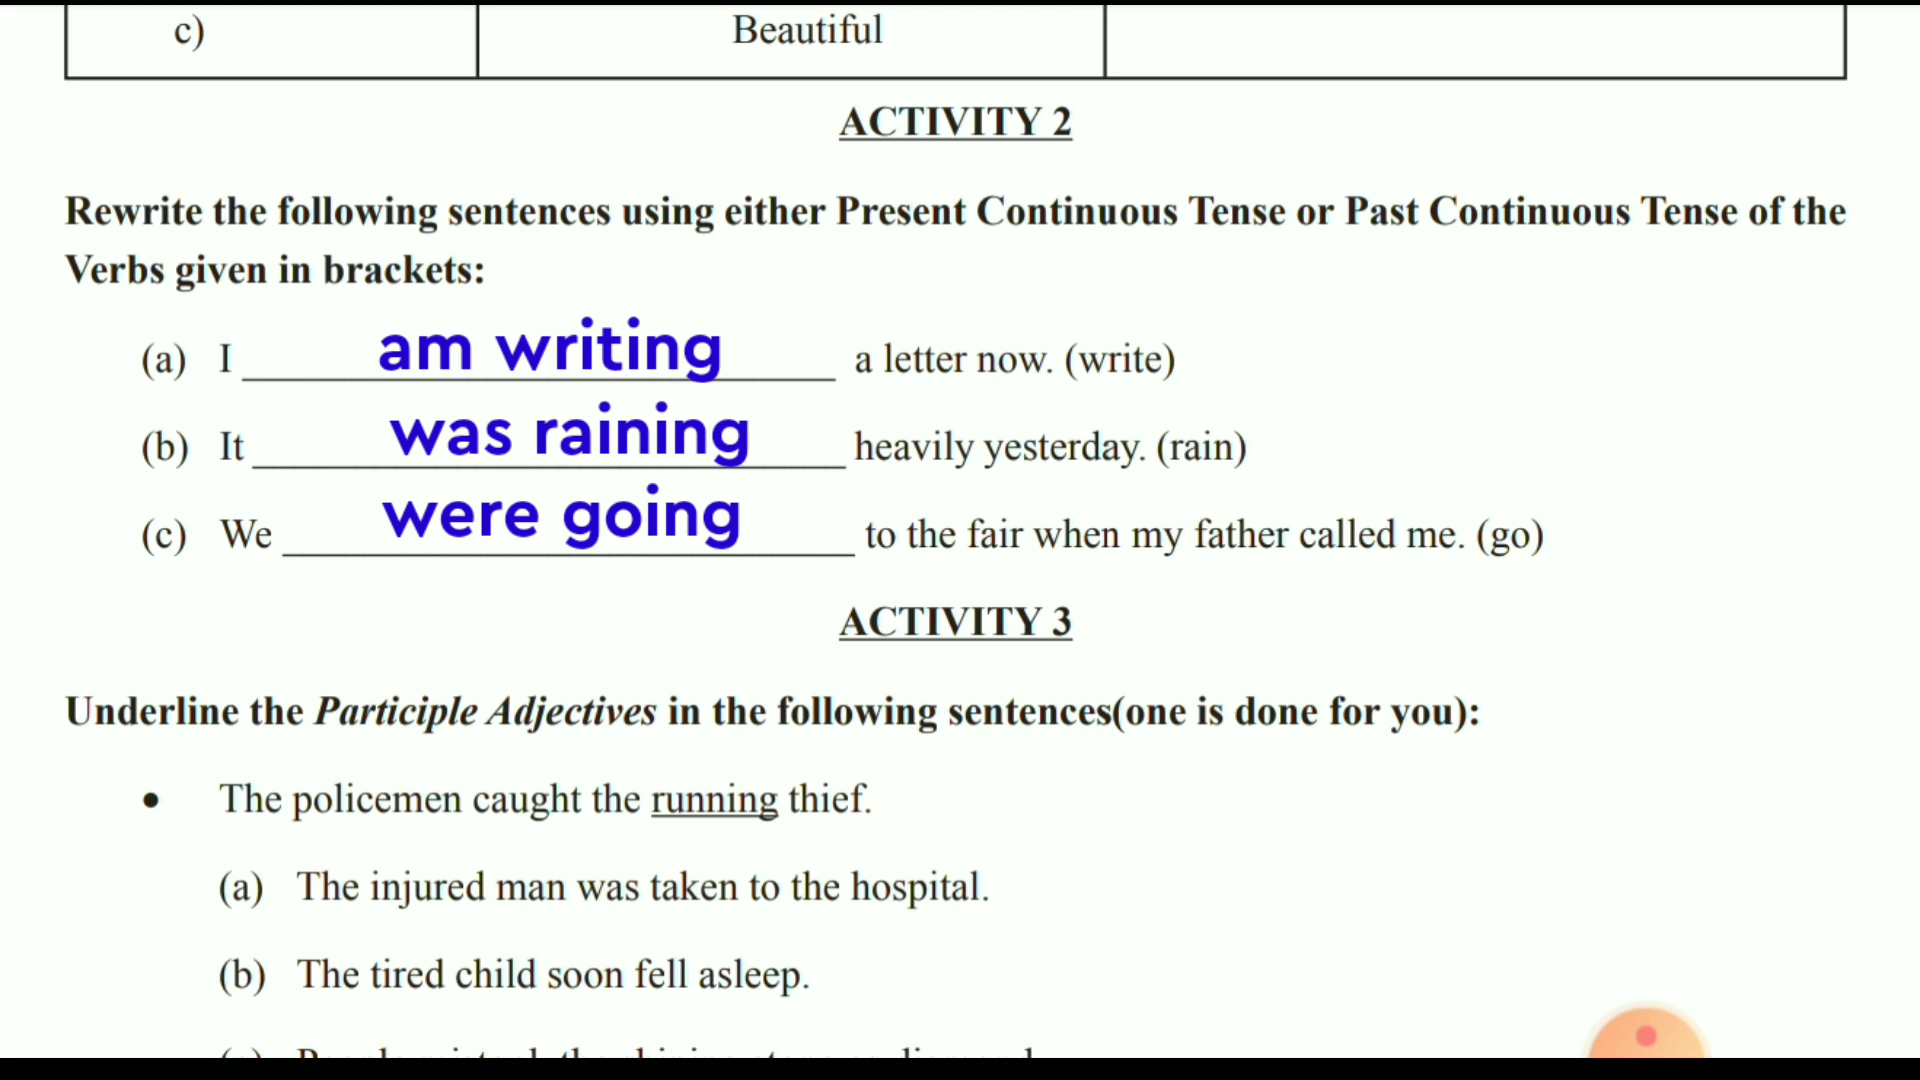 c) Beautiful
ACTIVITY 2
Rewrite the following sentences using either Present Continuous Tense or Past Continuous Tense of the
Verbs given in brackets:
(a) I am writing a letter now. (write)
(b) It was raining heavily yesterday. (rain)
(c) We were going to the fair when my father called me. (go)
ACTIVITY 3
Underline the Participle Adjectives in the following sentences(one is done for you):
• The policemen caught the running thief.
(a) The injured man was taken to the hospital.
(b) The tired child soon fell asleep.